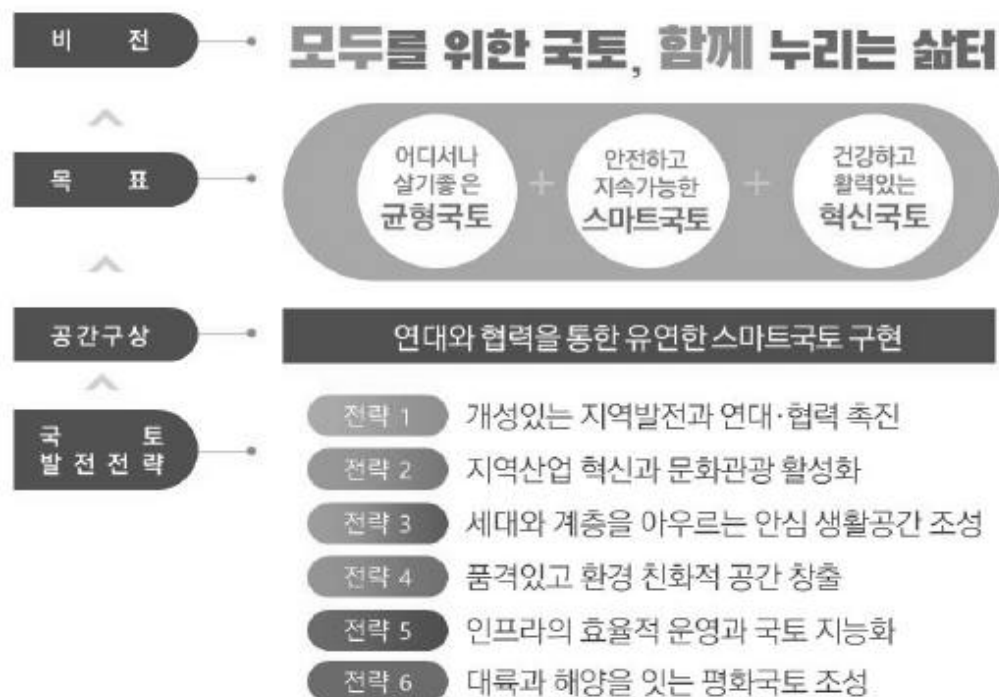 비 전
모두를 위한 국토, 함께 누리는 삶터
목 표
어디서나
살기좋은
균형국토
+
안전하고
지속가능한
스마트국토
+
건강하고
활력있는
혁신국토
공간구상
연대와 협력을 통한 유연한 스마트국토 구현
국 토
발 전 전 략
전략 1 개성있는 지역발전과 연대·협력 촉진
전략 2 지역산업 혁신과 문화관광 활성화
전략 3 세대와 계층을 아우르는 안심 생활공간 조성
전략 4 품격있고 환경 친화적 공간 창출
전략 5 인프라의 효율적 운영과 국토 지능화
전략 6 대륙과 해양을 잇는 평화국토 조성